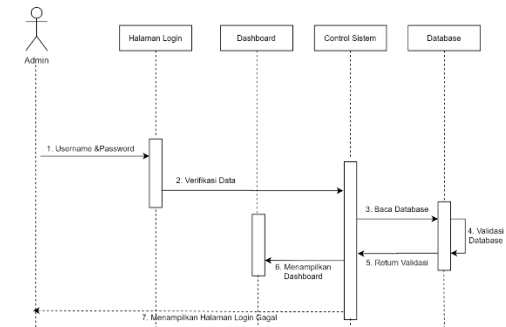 Halaman Login
Dashboard
Control Sistem
Database
Admin
1. Username &Password
2. Verifikasi Data
3. Baca Database
4. Validasi
Database
5. Return Validasi
6. Menampilkan
Dashboard
7. Menampilkan Halaman Login Gagal